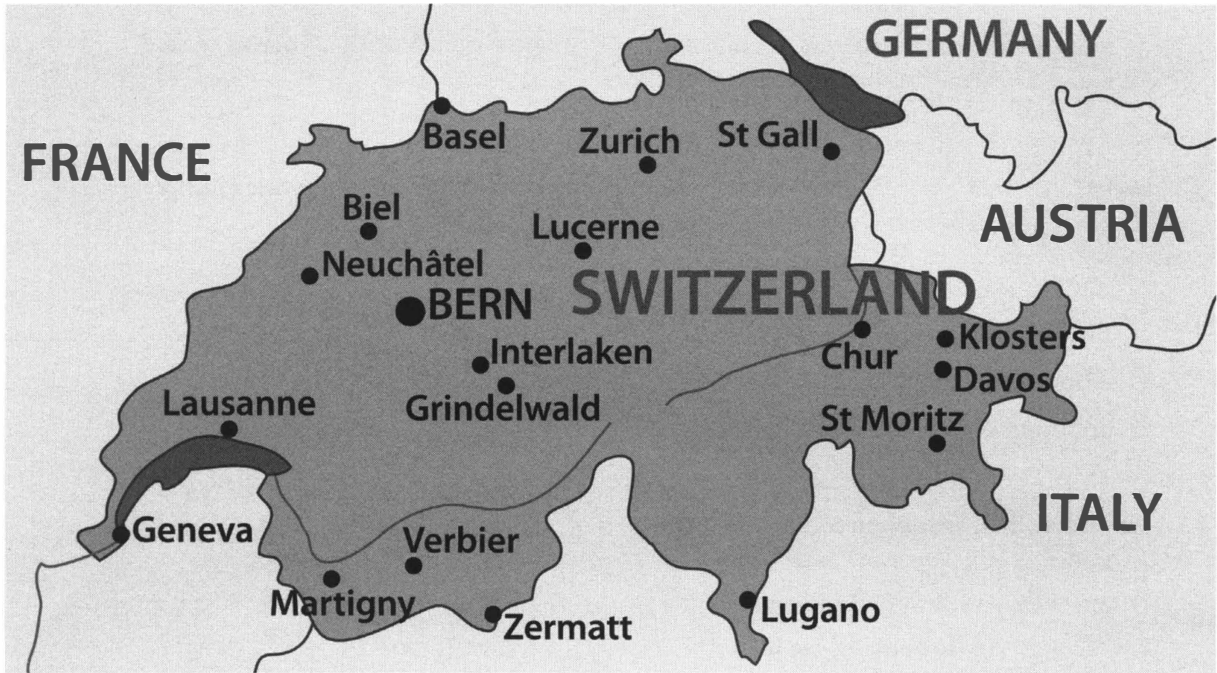 GERMANY
Basel
Zurich
St Gall
FRANCE
Biel
Lucerne
AUSTRIA
Neuchâtel
SWITZERLAND
BERN
Interlaken
Klosters
Chur
Davos
Lausanne
Grindelwald
St Moritz
ITALY
Geneva
Verbier
Martigny
Lugano
Zermatt